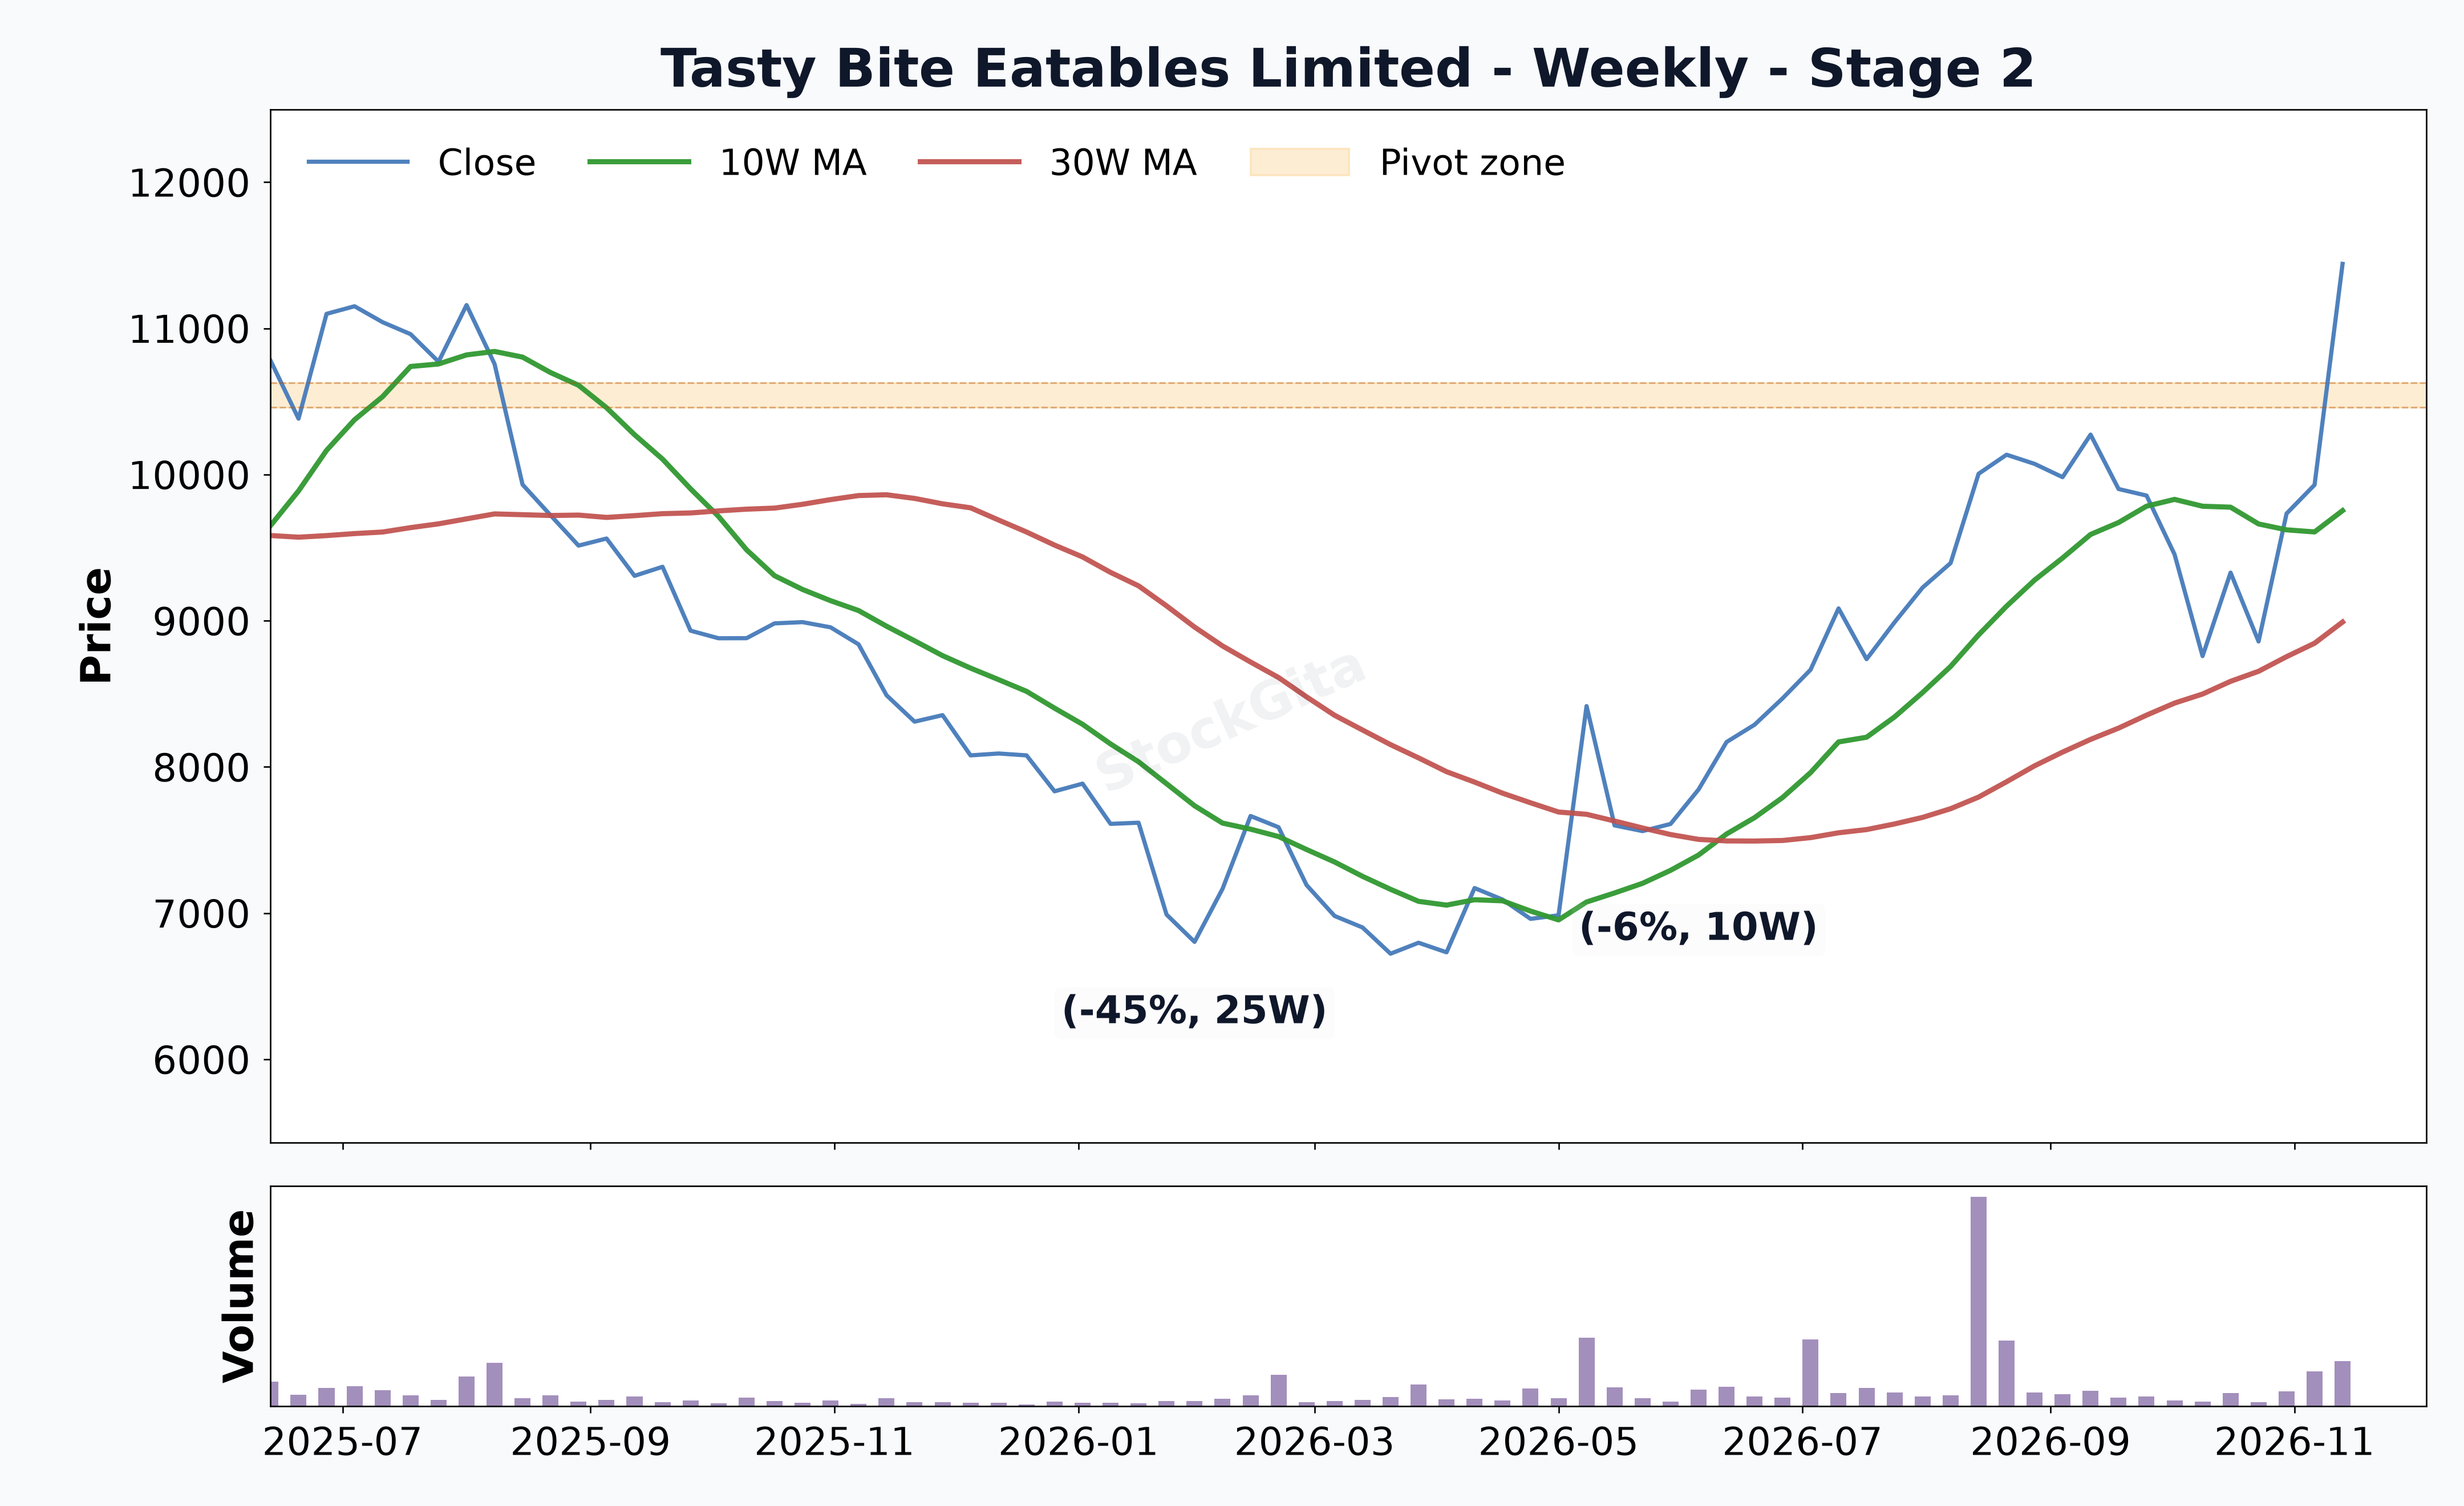 Tasty Bite Eatables Limited - Weekly - Stage 2
Close
10W MA
30W MA
Pivot zone
12000
11000
10000
9000
8000
7000
6000
Price
StockGita
(-6%, 10W)
(-45%, 25W)
Volume
2025-07
2025-09
2025-11
2026-01
2026-03
2026-05
2026-07
2026-09
2026-11